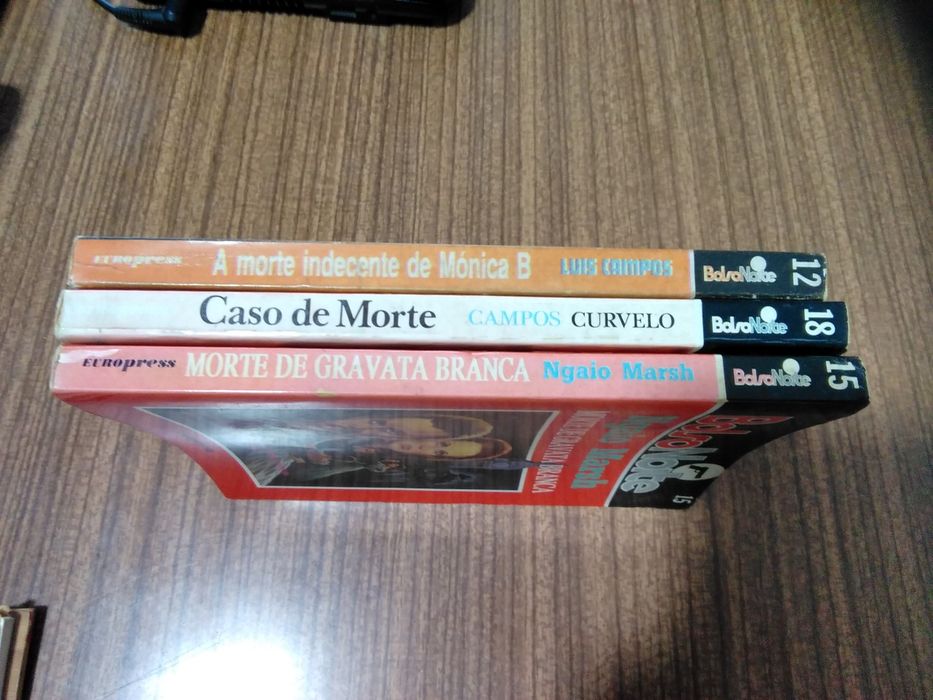 EUROpress A morte indecente de Mónica B LUIS CAMPOS BolsoNoite 12
Caso de Morte CAMPOS CURVELO BolsoNoite 18
EUROpress MORTE DE GRAVATA BRANCA Ngaio Marsh BolsoNoite 15
BolsoNoite 15
Ngaio Marsh
MORTE DE GRAVATA BRANCA